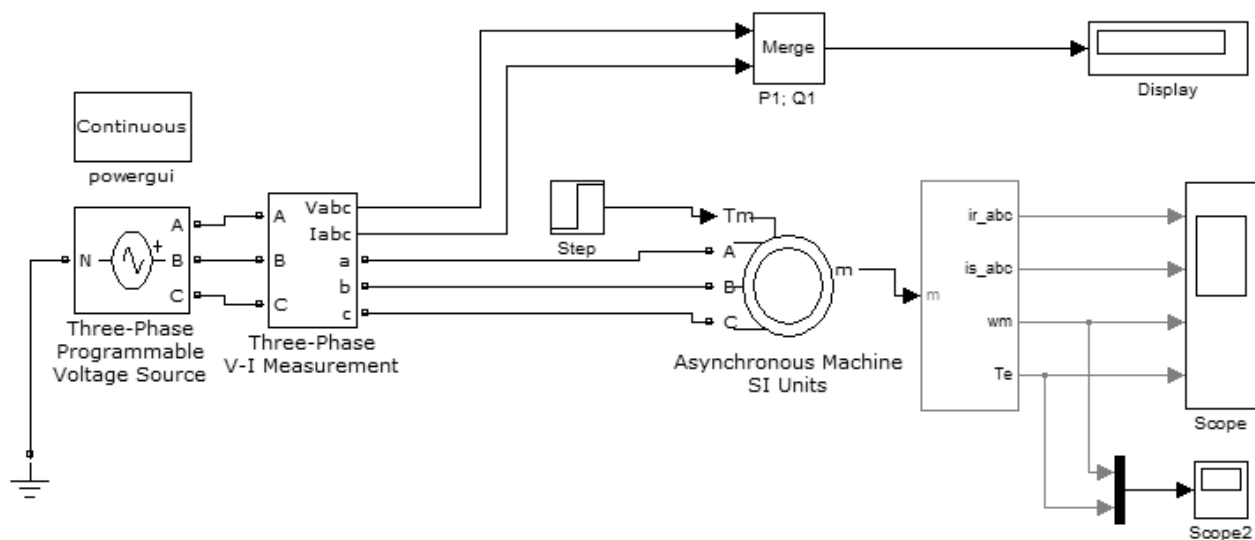 Merge
P1; Q1
Display
Continuous
powergui
N
+
A
B
C
Three-Phase
Programmable
Voltage Source
A
B
C
Vabc
Iabc
a
b
c
Three-Phase
V-I Measurement
Step
Tm
A
B
C
m
Asynchronous Machine
SI Units
m
ir_abc
is_abc
wm
Te
Scope
Scope2